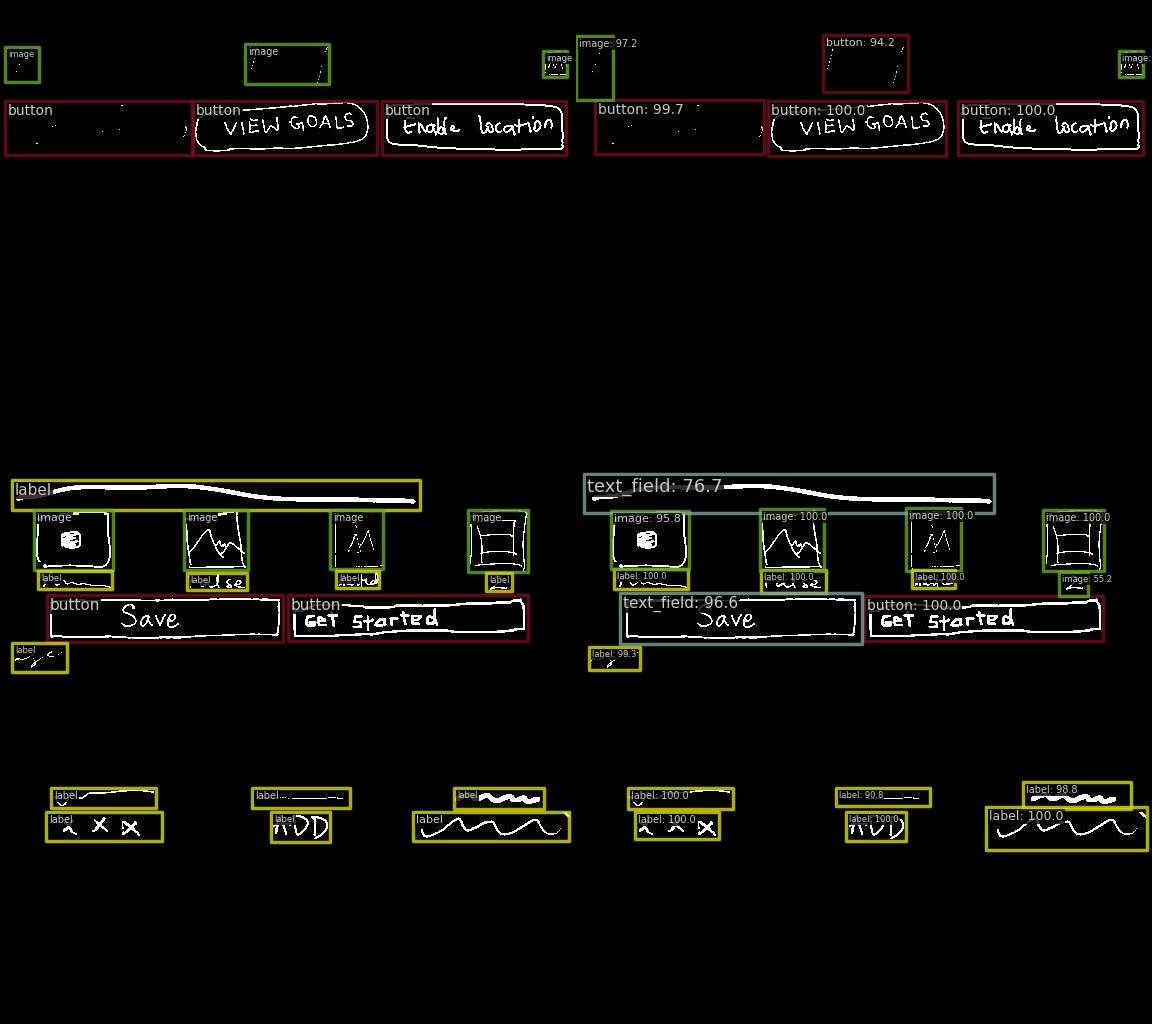 image image image image: 97.2 button: 94.2 image:
button button button button: 99.7 button: 100.0 button: 100.0
VIEW GOALS Enable location VIEW GOALS Enable location
label text_field: 76.7
image image image image image: 95.8 image: 100.0 image: 100.0 image: 100.0
label label label label label: 100.0 label: 100.0 label: 100.0 image: 55.2
button button text_field: 96.6 button: 100.0
Save GeT Started Save GeT Started
label label: 99.3
label label label label: 100.0 label: 90.8 label: 98.8
label label label label: 100.0 label: 100.0 label: 100.0
x x x x x x